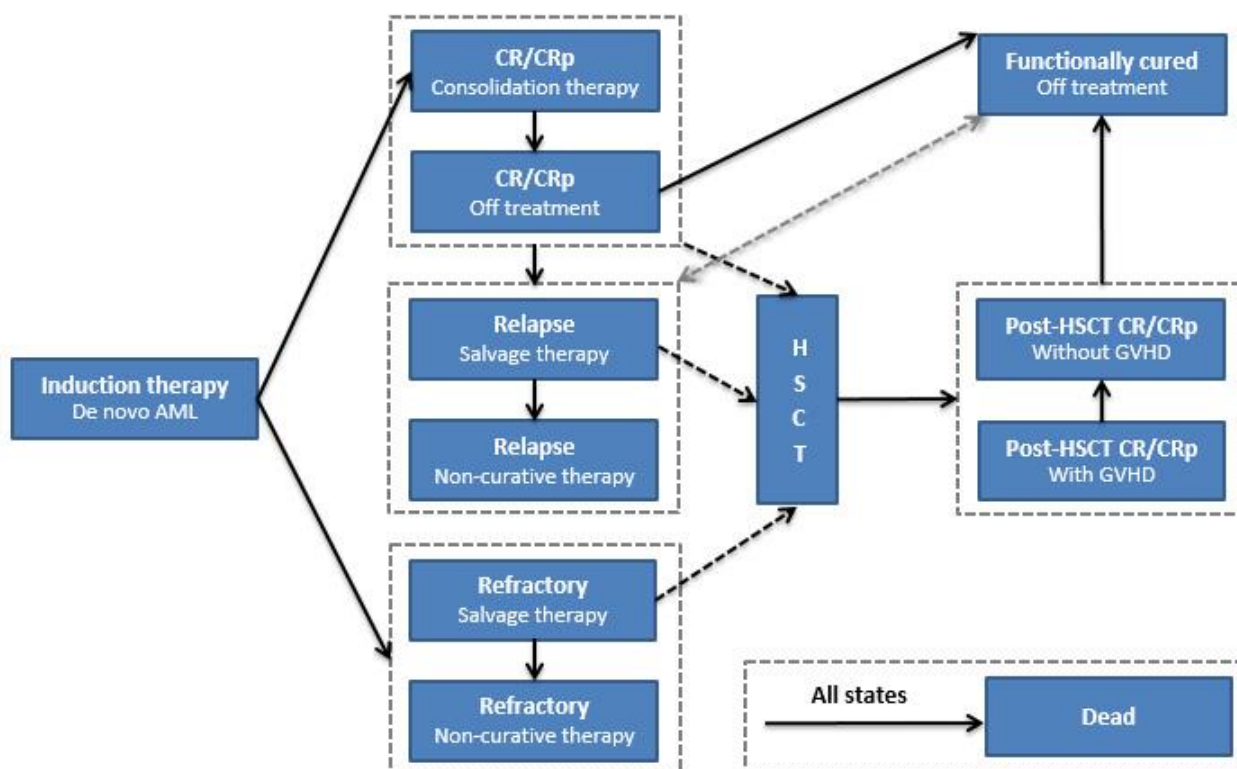 Induction therapy
De novo AML
CR/CRp
Consolidation therapy
CR/CRp
Off treatment
Relapse
Salvage therapy
Relapse
Non-curative therapy
Refractory
Salvage therapy
Refractory
Non-curative therapy
H
S
C
T
Functionally cured
Off treatment
Post-HSCT CR/CRp
Without GVHD
Post-HSCT CR/CRp
With GVHD
All states
Dead